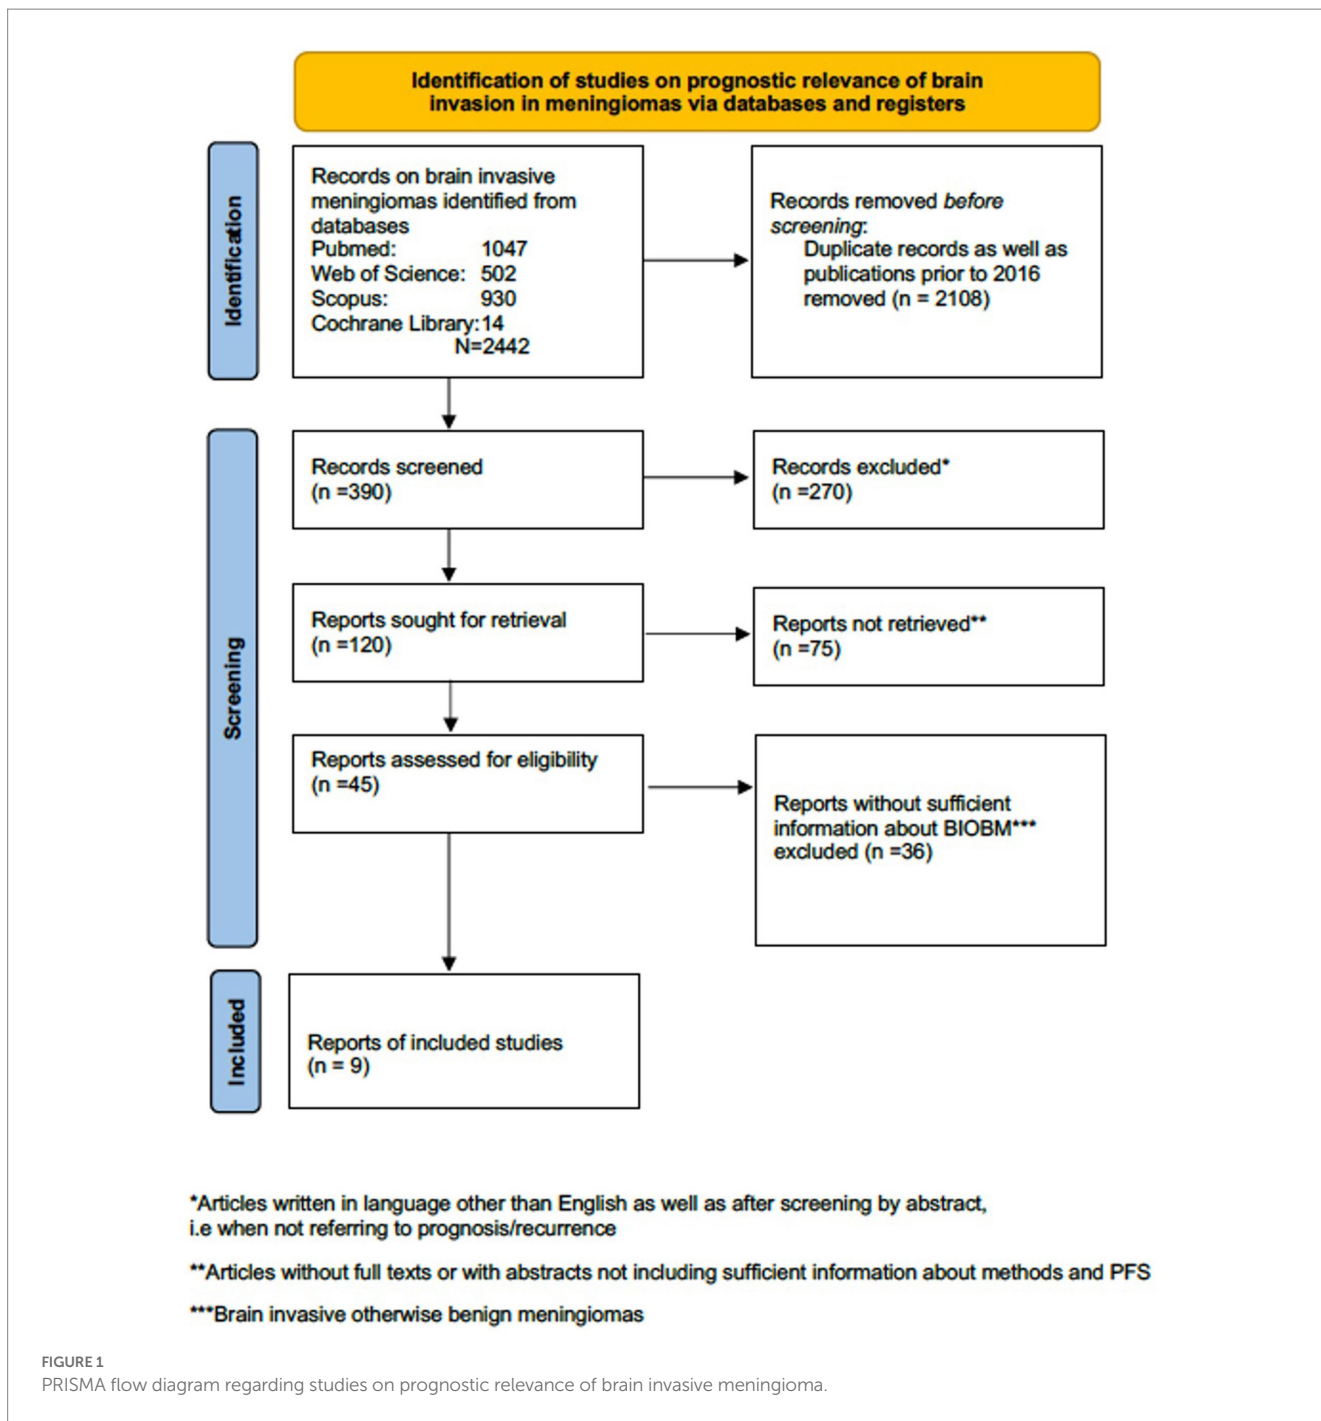 Identification of studies on prognostic relevance of brain
invasion in meningiomas via databases and registers
Identification
Records on brain invasive
meningiomas identified from
databases
Pubmed: 1047
Web of Science: 502
Scopus: 930
Cochrane Library: 14
N=2442
Records removed before
screening:
Duplicate records as well as
publications prior to 2016
removed (n = 2108)
Screening
Records screened
(n =390)
Records excluded*
(n =270)
Reports sought for retrieval
(n =120)
Reports not retrieved**
(n =75)
Reports assessed for eligibility
(n =45)
Reports without sufficient
information about BIOBM***
excluded (n =36)
Included
Reports of included studies
(n = 9)
*Articles written in language other than English as well as after screening by abstract,
i.e when not referring to prognosis/recurrence
**Articles without full texts or with abstracts not including sufficient information about methods and PFS
***Brain invasive otherwise benign meningiomas
FIGURE 1
PRISMA flow diagram regarding studies on prognostic relevance of brain invasive meningioma.